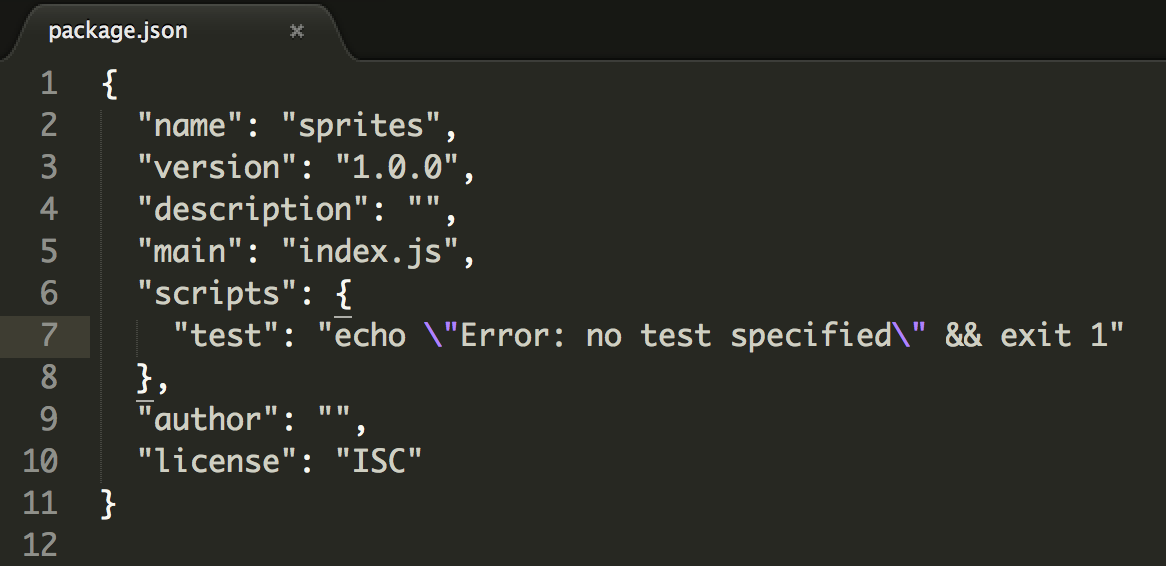 package.json ×
1 {
2   "name": "sprites",
3   "version": "1.0.0",
4   "description": "",
5   "main": "index.js",
6   "scripts": {
7     "test": "echo \"Error: no test specified\" && exit 1"
8   },
9   "author": "",
10   "license": "ISC"
11 }
12